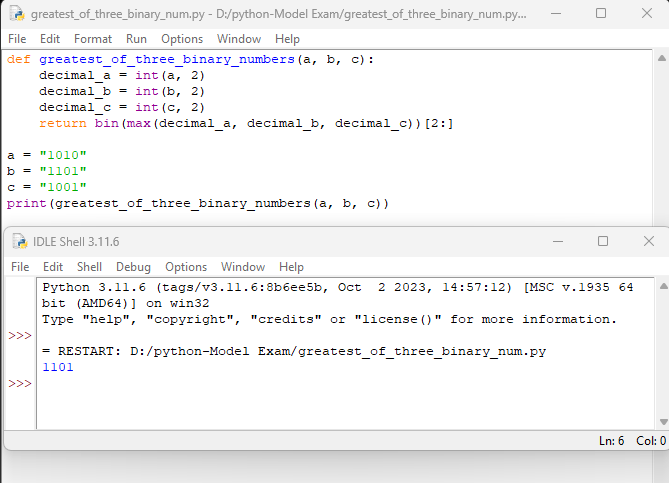 greatest_of_three_binary_num.py - D:/python-Model Exam/greatest_of_three_binary_num.py...
File Edit Format Run Options Window Help
def greatest_of_three_binary_numbers(a, b, c):
    decimal_a = int(a, 2)
    decimal_b = int(b, 2)
    decimal_c = int(c, 2)
    return bin(max(decimal_a, decimal_b, decimal_c))[2:]
a = "1010"
b = "1101"
c = "1001"
print(greatest_of_three_binary_numbers(a, b, c))
IDLE Shell 3.11.6
File Edit Shell Debug Options Window Help
Python 3.11.6 (tags/v3.11.6:8b6ee5b, Oct  2 2023, 14:57:12) [MSC v.1935 64
bit (AMD64)] on win32
Type "help", "copyright", "credits" or "license()" for more information.
>>>
= RESTART: D:/python-Model Exam/greatest_of_three_binary_num.py
1101
>>>
Ln: 6 Col: 0